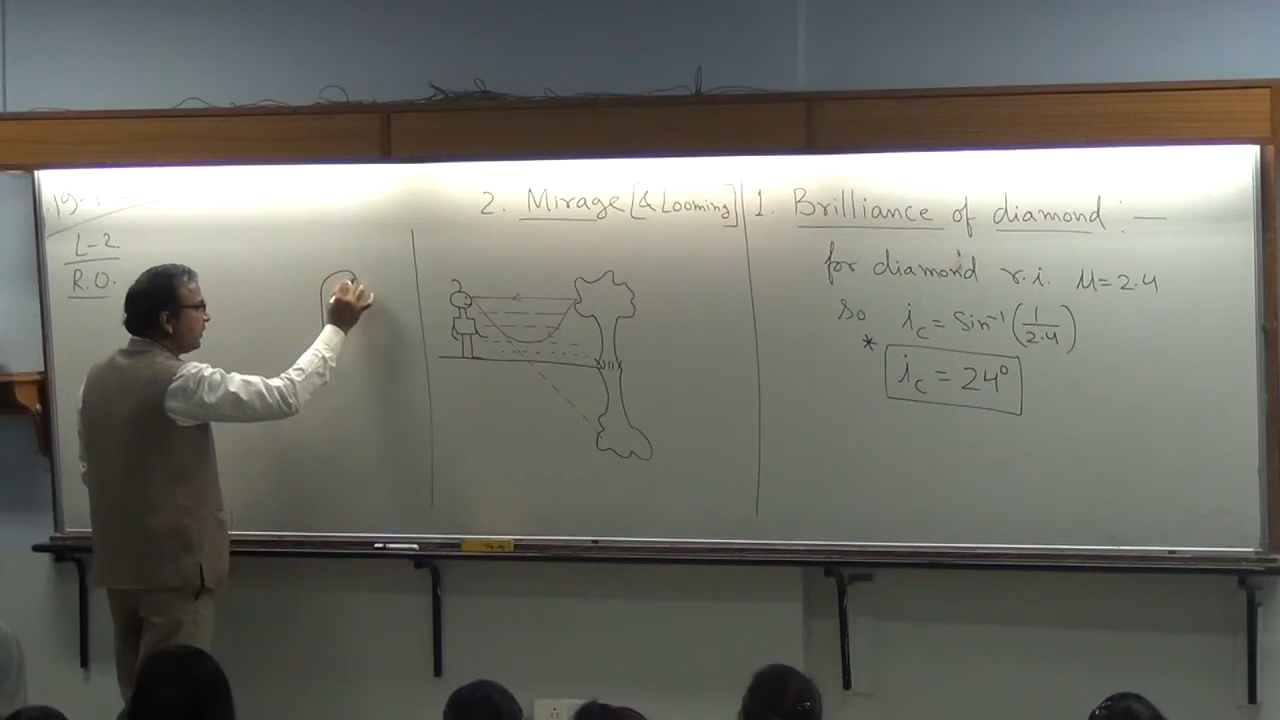 L-2
R.O.
2. Mirage [& Looming]
1. Brilliance of diamond :—
for diamond r.i. μ=2.4
so i_c = Sin⁻¹(1/2.4)
* i_c = 24°